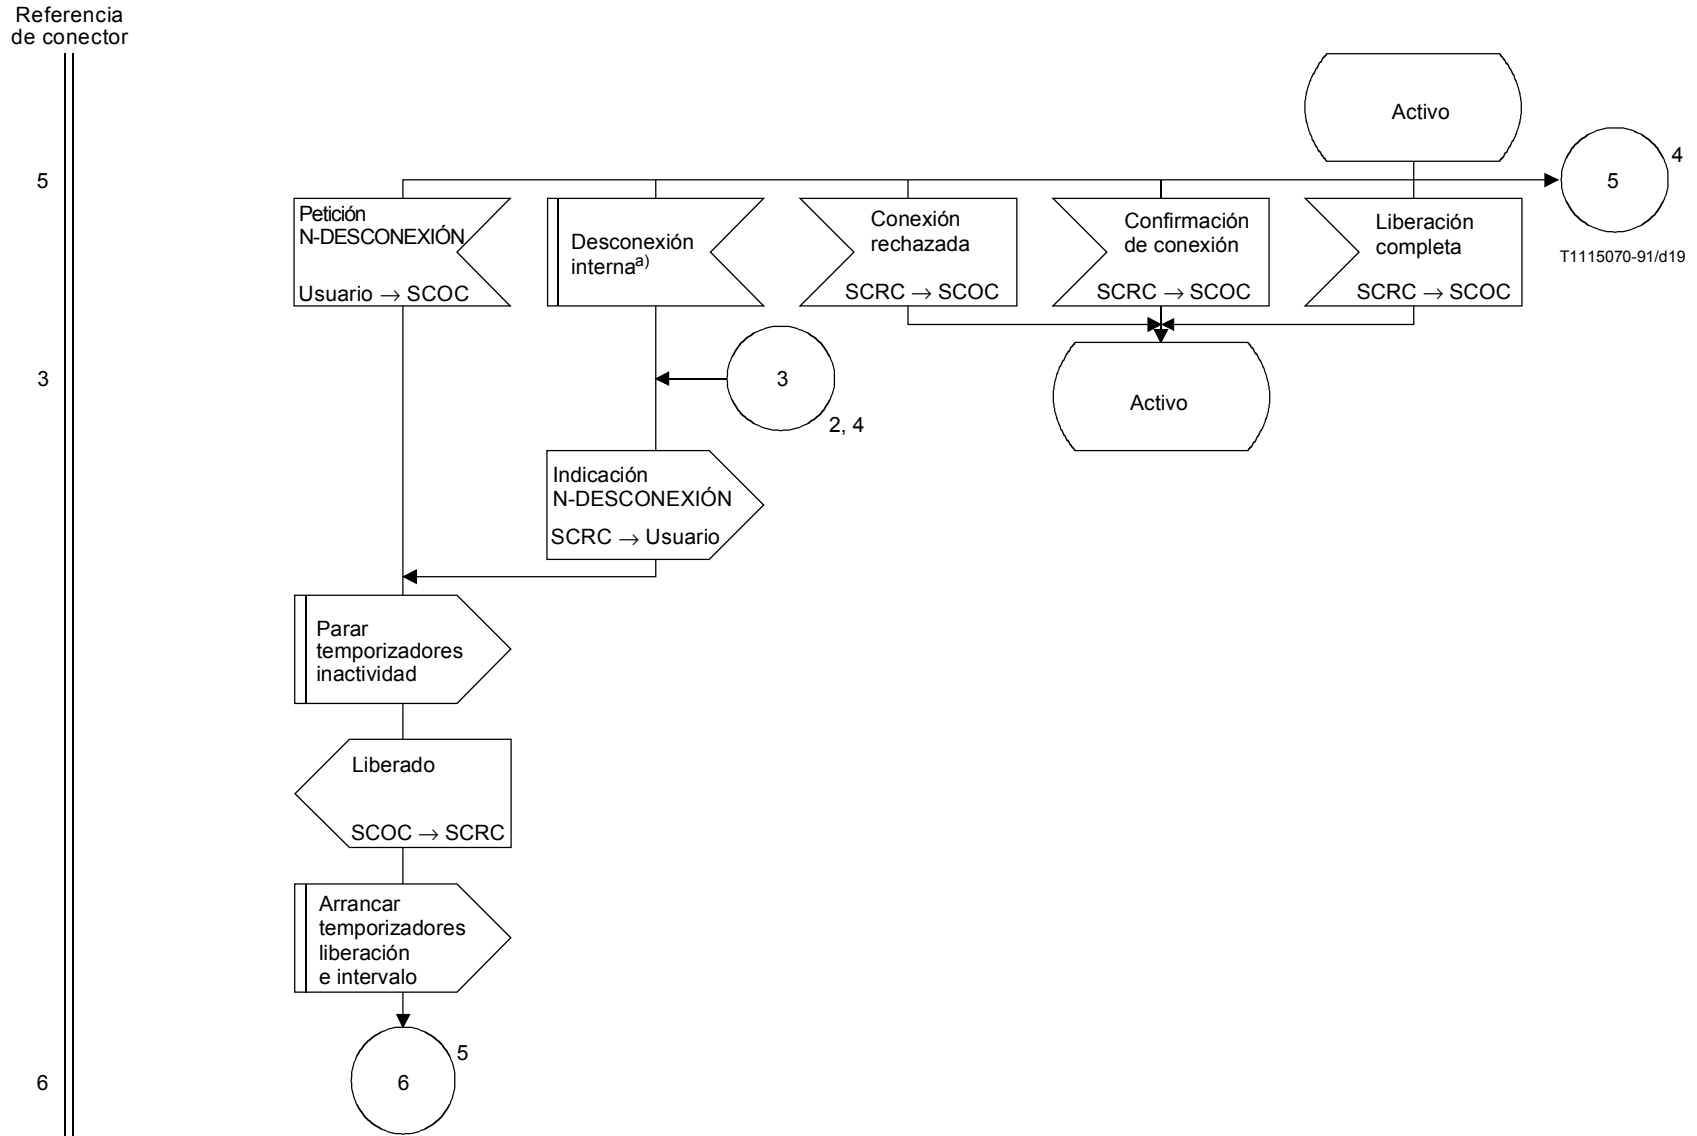 Referencia
de conector
Activo
4
5
5
Petición
N-DESCONEXIÓN
Usuario → SCOC
Desconexión
interna a)
Conexión
rechazada
SCRC → SCOC
Confirmación
de conexión
SCRC → SCOC
Liberación
completa
SCRC → SCOC
T1115070-91/d19
3
3
2, 4
Activo
Indicación
N-DESCONEXIÓN
SCRC → Usuario
Parar
temporizadores
inactividad
Liberado
SCOC → SCRC
Arrancar
temporizadores
liberación
e intervalo
5
6
6